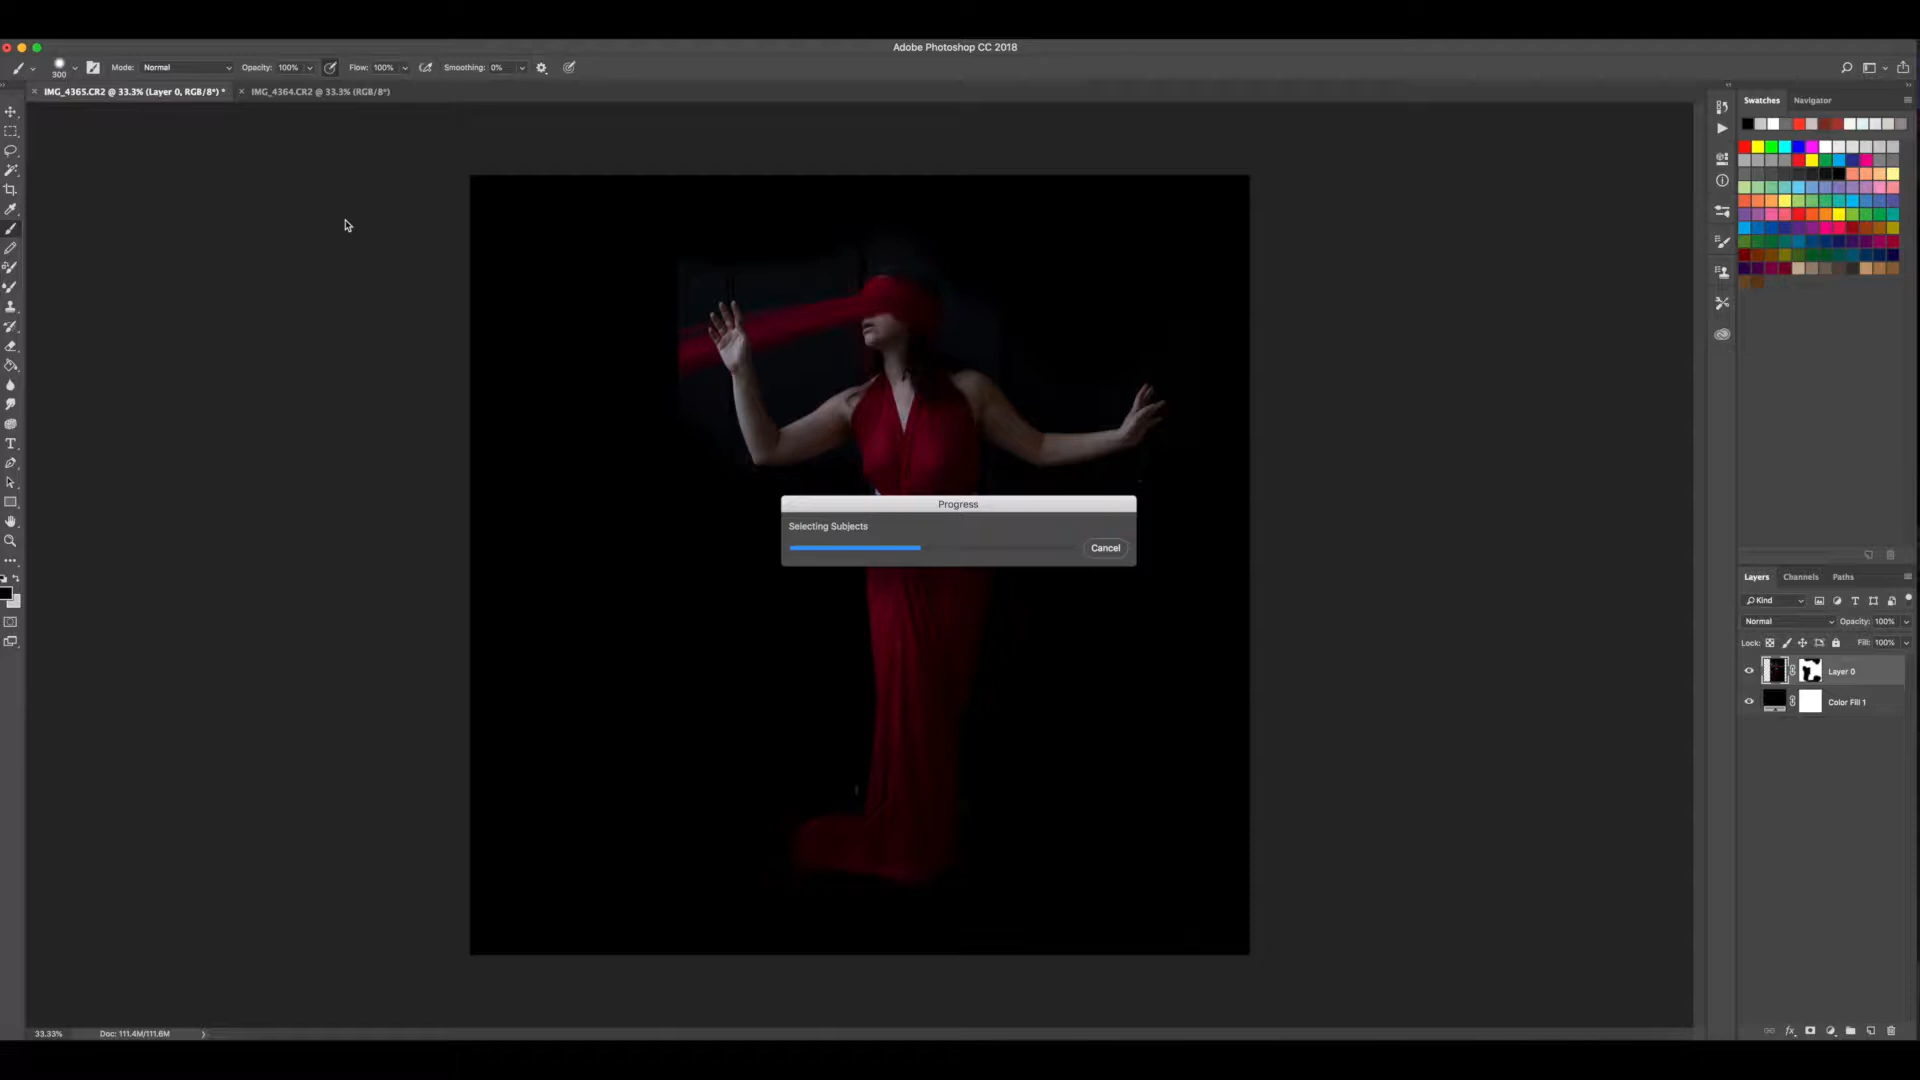 Adobe Photoshop CC 2018
300 Mode: Normal Opacity: 100% Flow: 100% Smoothing: 0%
IMG_4365.CR2 @ 33.3% (Layer 0, RGB/8*) * IMG_4364.CR2 @ 33.3% (RGB/8*)
Swatches Navigator
Progress
Selecting Subjects
Cancel
Layers Channels Paths
Kind
Normal Opacity: 100%
Lock: Fill: 100%
Layer 0
Color Fill 1
33.33% Doc: 111.4M/111.6M